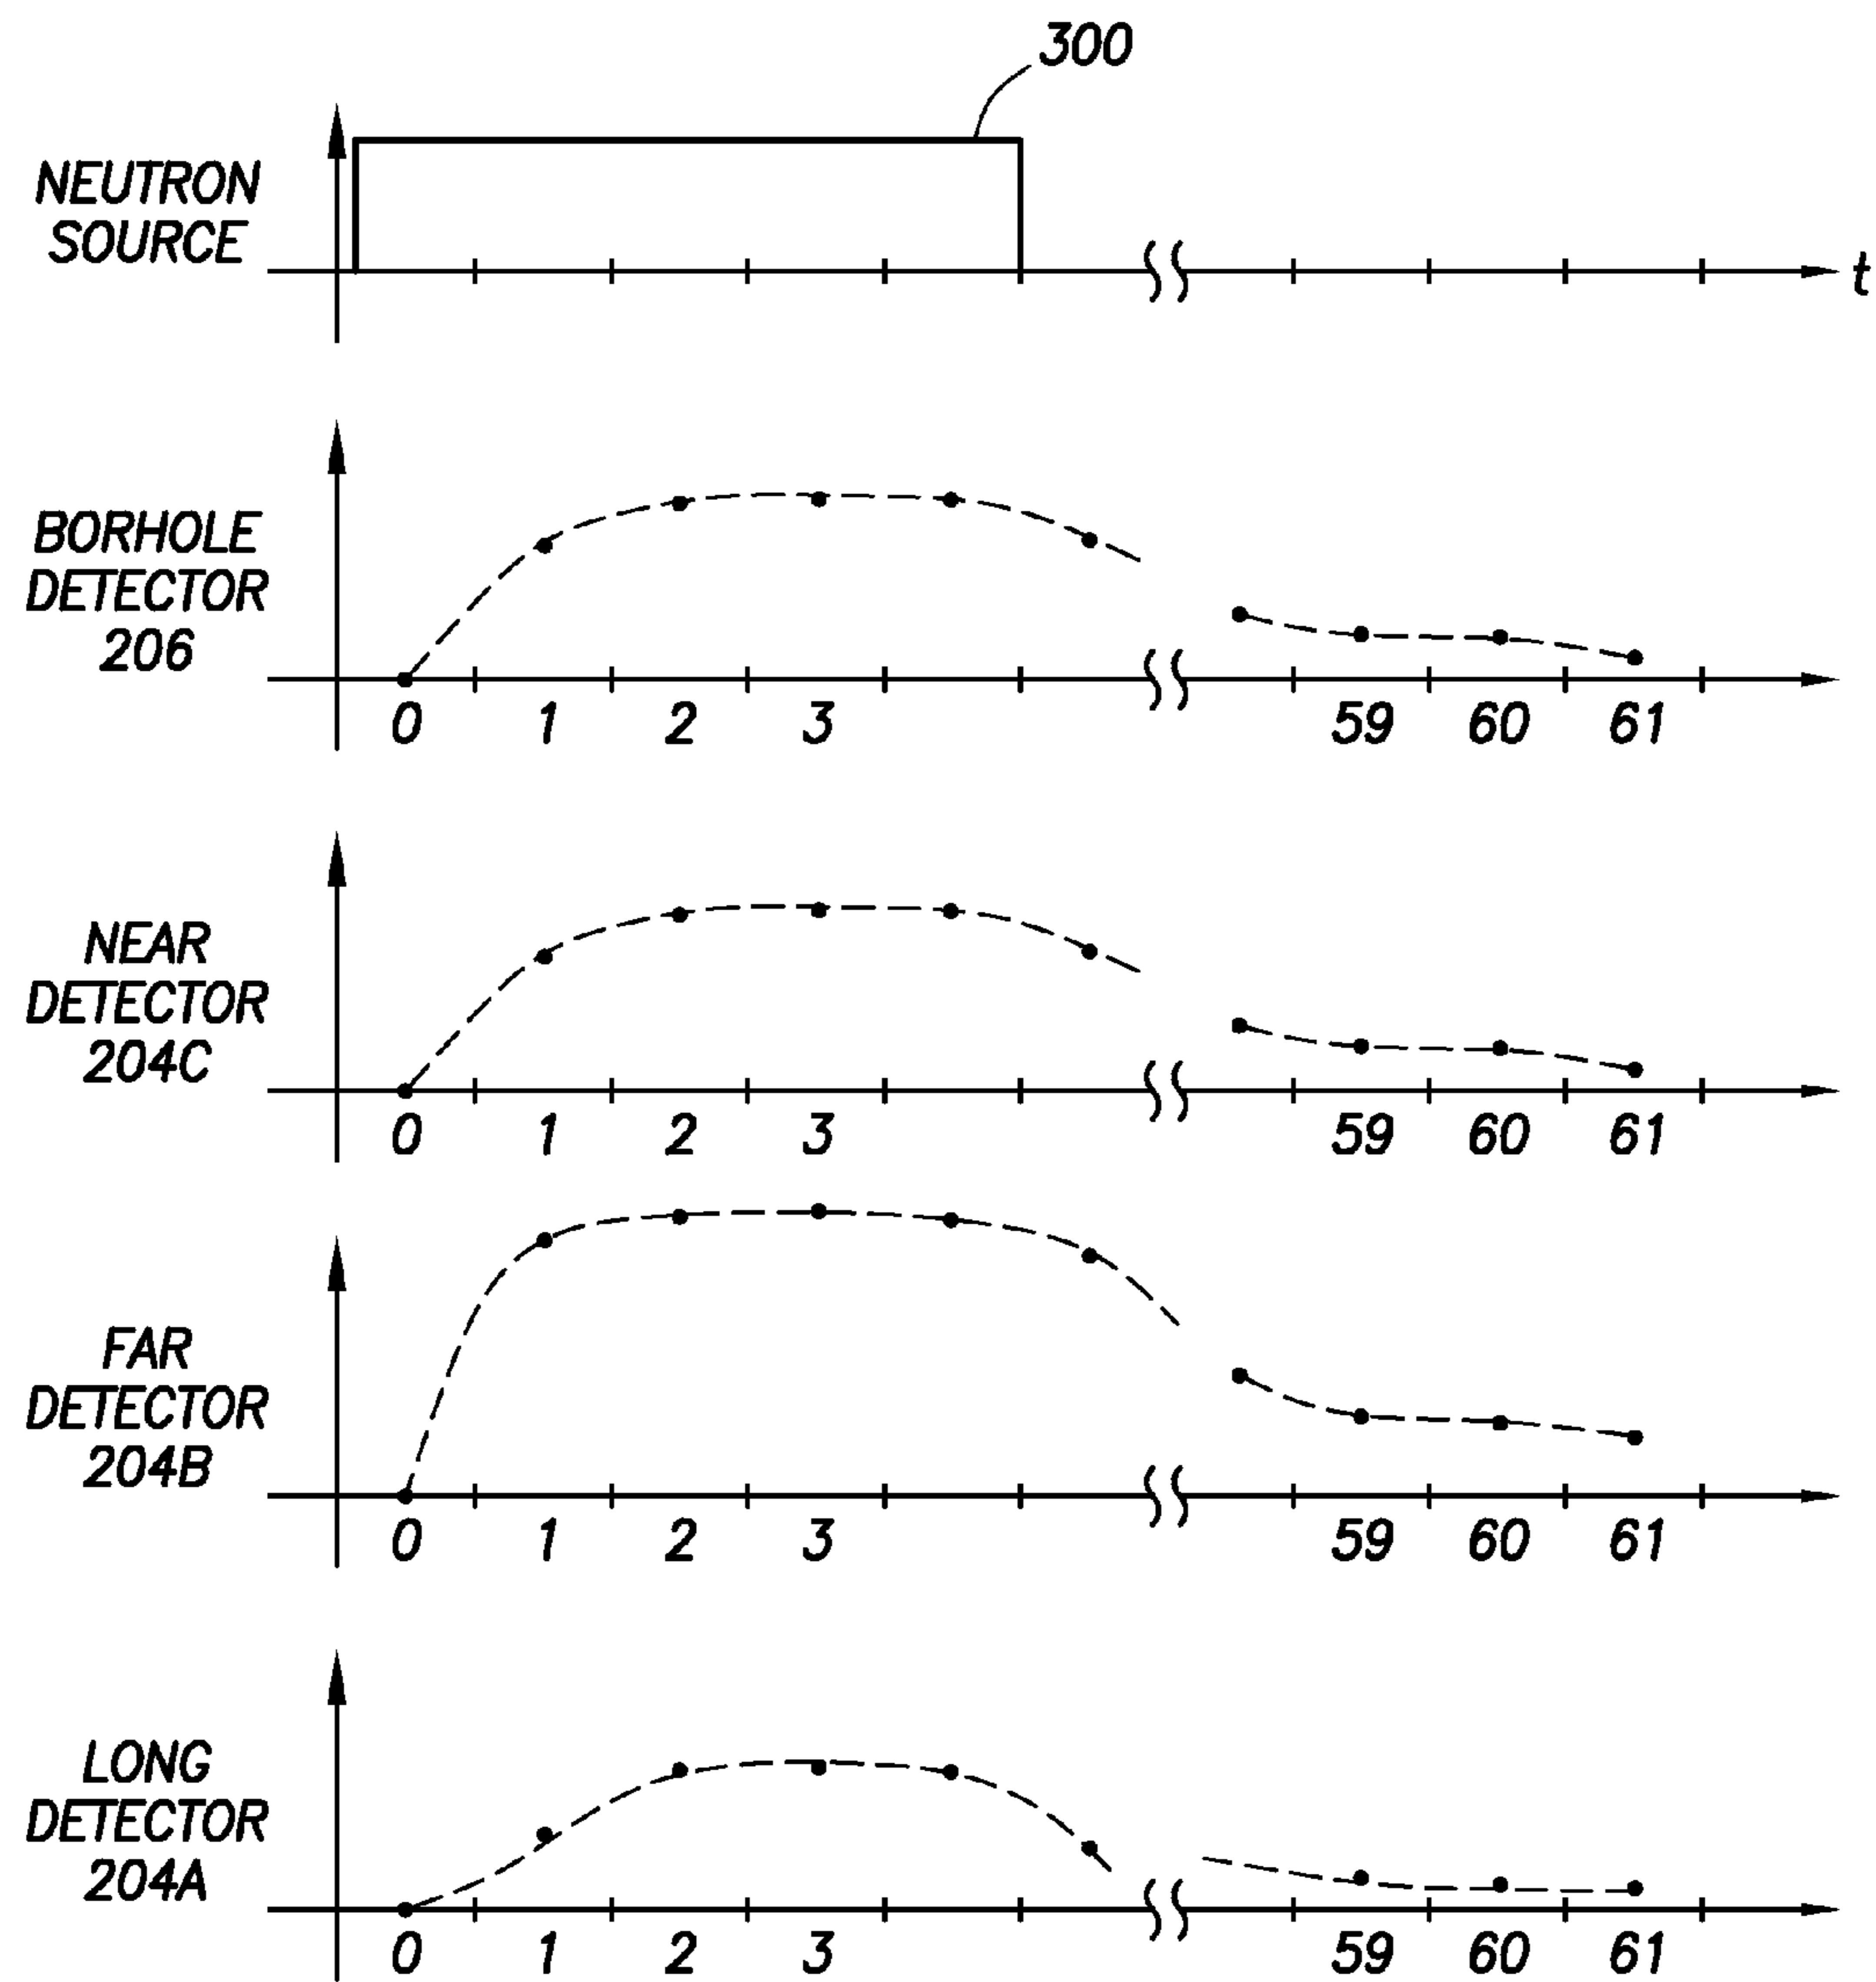 300
NEUTRON
SOURCE
t
BORHOLE
DETECTOR
206
0 1 2 3 59 60 61
NEAR
DETECTOR
204C
0 1 2 3 59 60 61
FAR
DETECTOR
204B
0 1 2 3 59 60 61
LONG
DETECTOR
204A
0 1 2 3 59 60 61